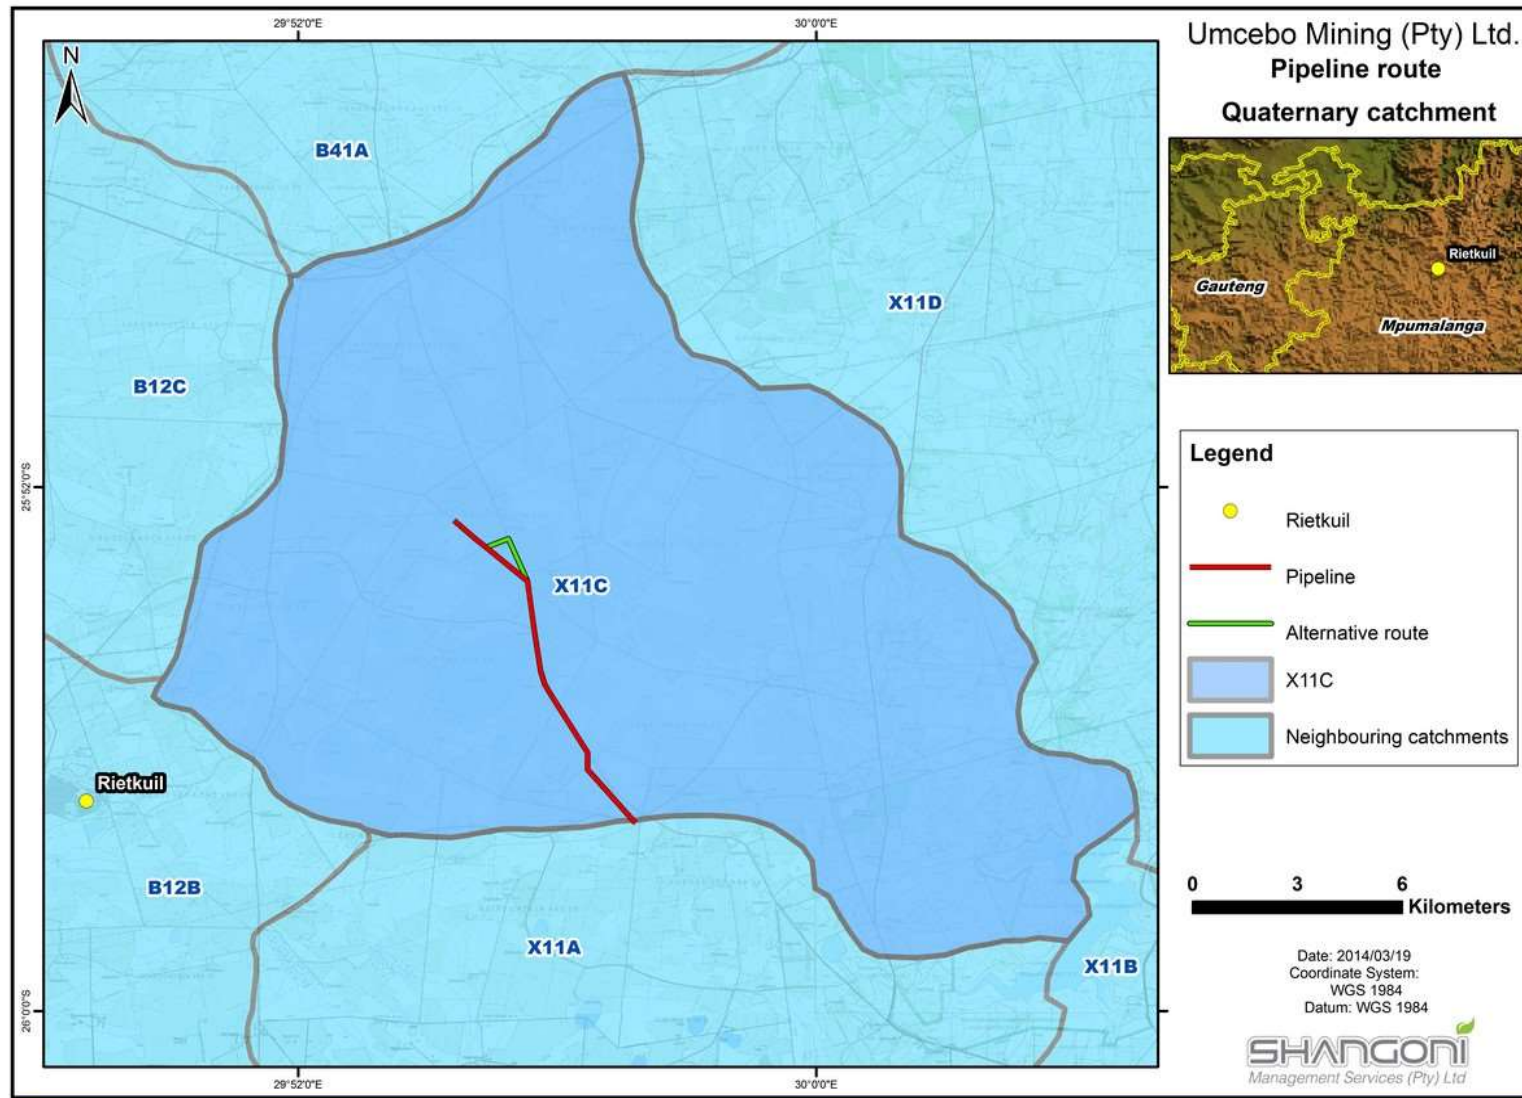 29°52'0"E
30°0'0"E
Umcebo Mining (Pty) Ltd.
Pipeline route
Quaternary catchment
N
B41A
X11D
B12C
25°52'0"S
X11C
Rietkuil
B12B
X11A
X11B
26°0'0"S
29°52'0"E
30°0'0"E
Rietkuil
Gauteng
Mpumalanga
Legend
Rietkuil
Pipeline
Alternative route
X11C
Neighbouring catchments
0 3 6
Kilometers
Date: 2014/03/19
Coordinate System:
WGS 1984
Datum: WGS 1984
SHANGONI
Management Services (Pty) Ltd